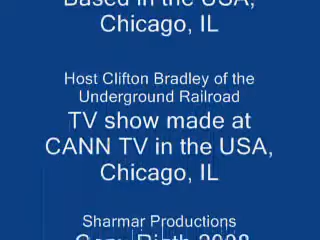 Based in the USA,
Chicago, IL
Host Clifton Bradley of the
Underground Railroad
TV show made at
CANN TV in the USA,
Chicago, IL
Sharmar Productions
2008